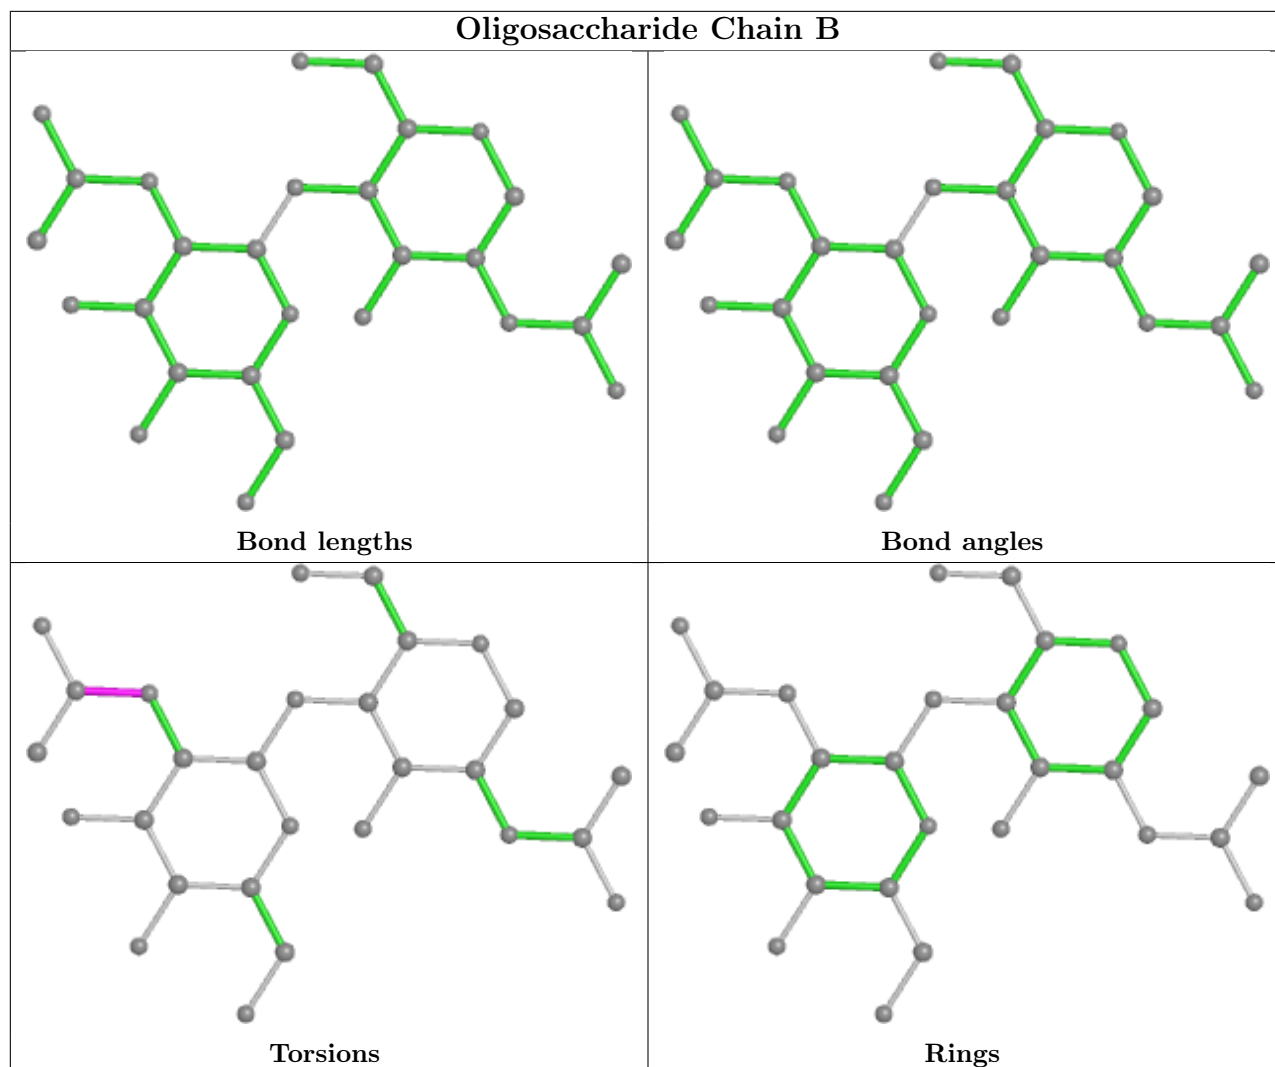 Oligosaccharide Chain B
Bond lengths
Bond angles
Torsions
Rings